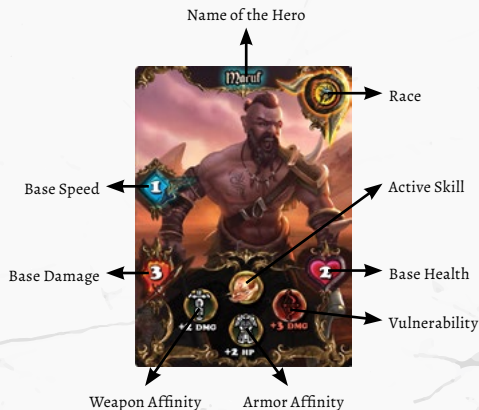 Name of the Hero
Maruf
Race
Base Speed
1
Active Skill
Base Damage
3
2
Base Health
+4 DMG
+3 DMG
Vulnerability
+2 HP
Weapon Affinity
Armor Affinity